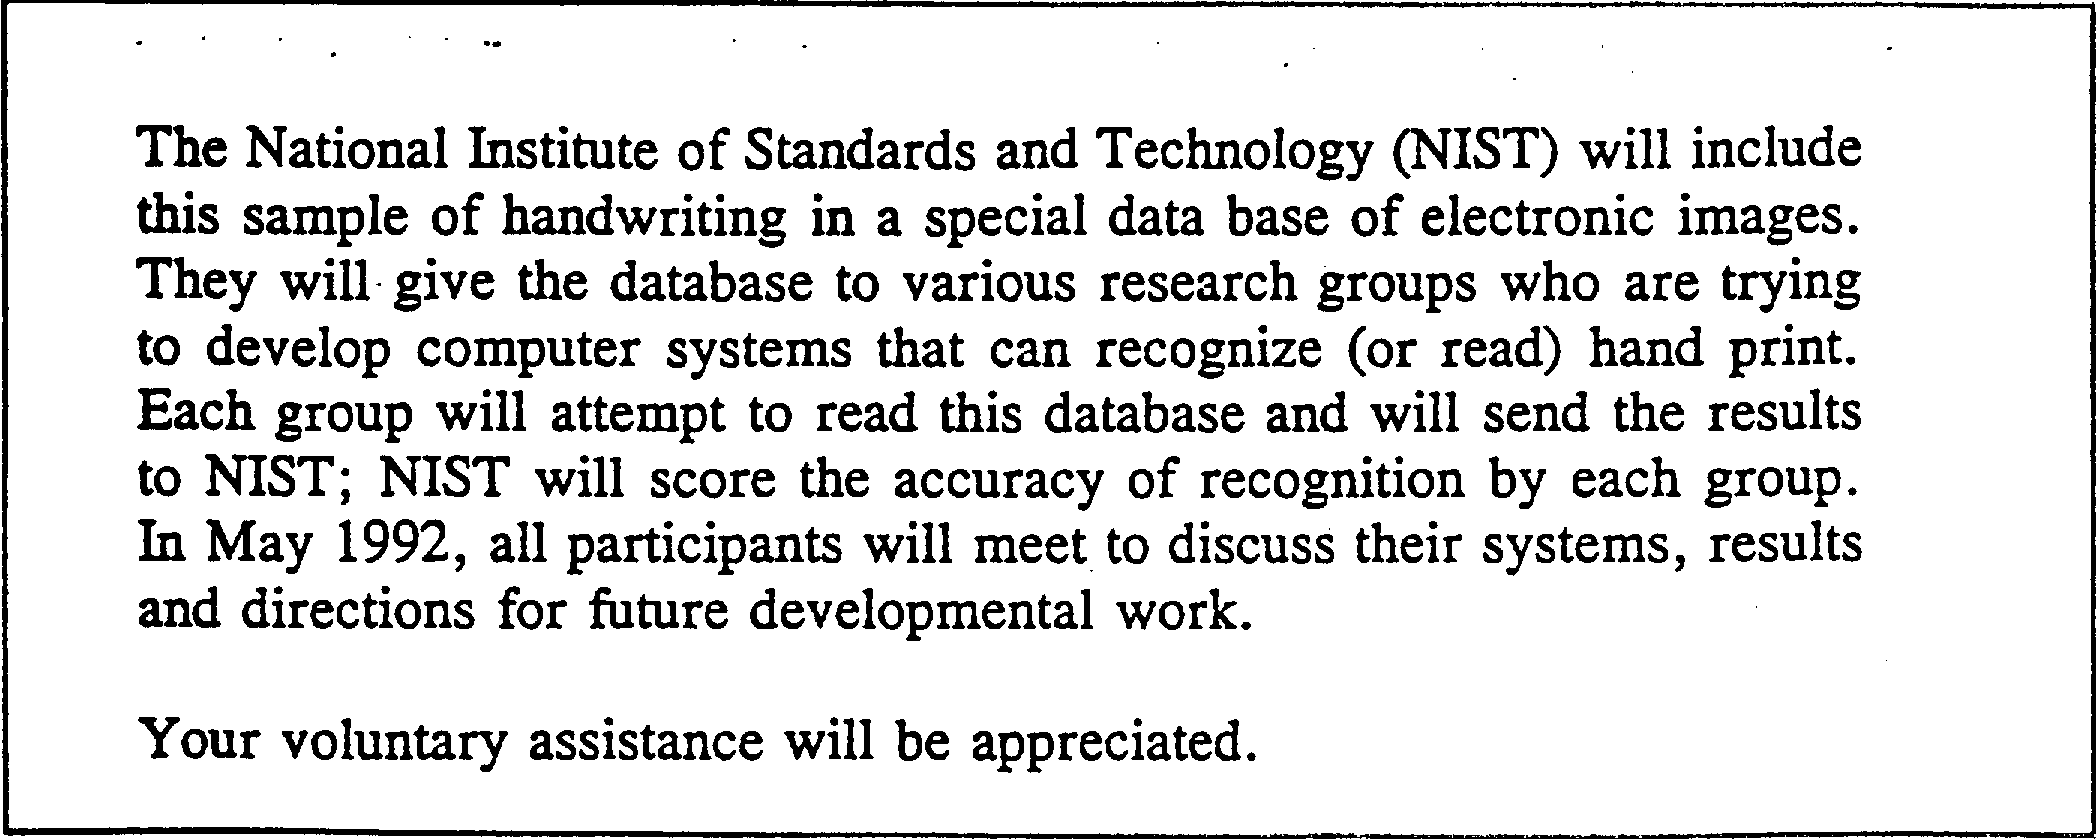 The National Institute of Standards and Technology (NIST) will include
this sample of handwriting in a special data base of electronic images.
They will give the database to various research groups who are trying
to develop computer systems that can recognize (or read) hand print.
Each group will attempt to read this database and will send the results
to NIST; NIST will score the accuracy of recognition by each group.
In May 1992, all participants will meet to discuss their systems, results
and directions for future developmental work.
Your voluntary assistance will be appreciated.